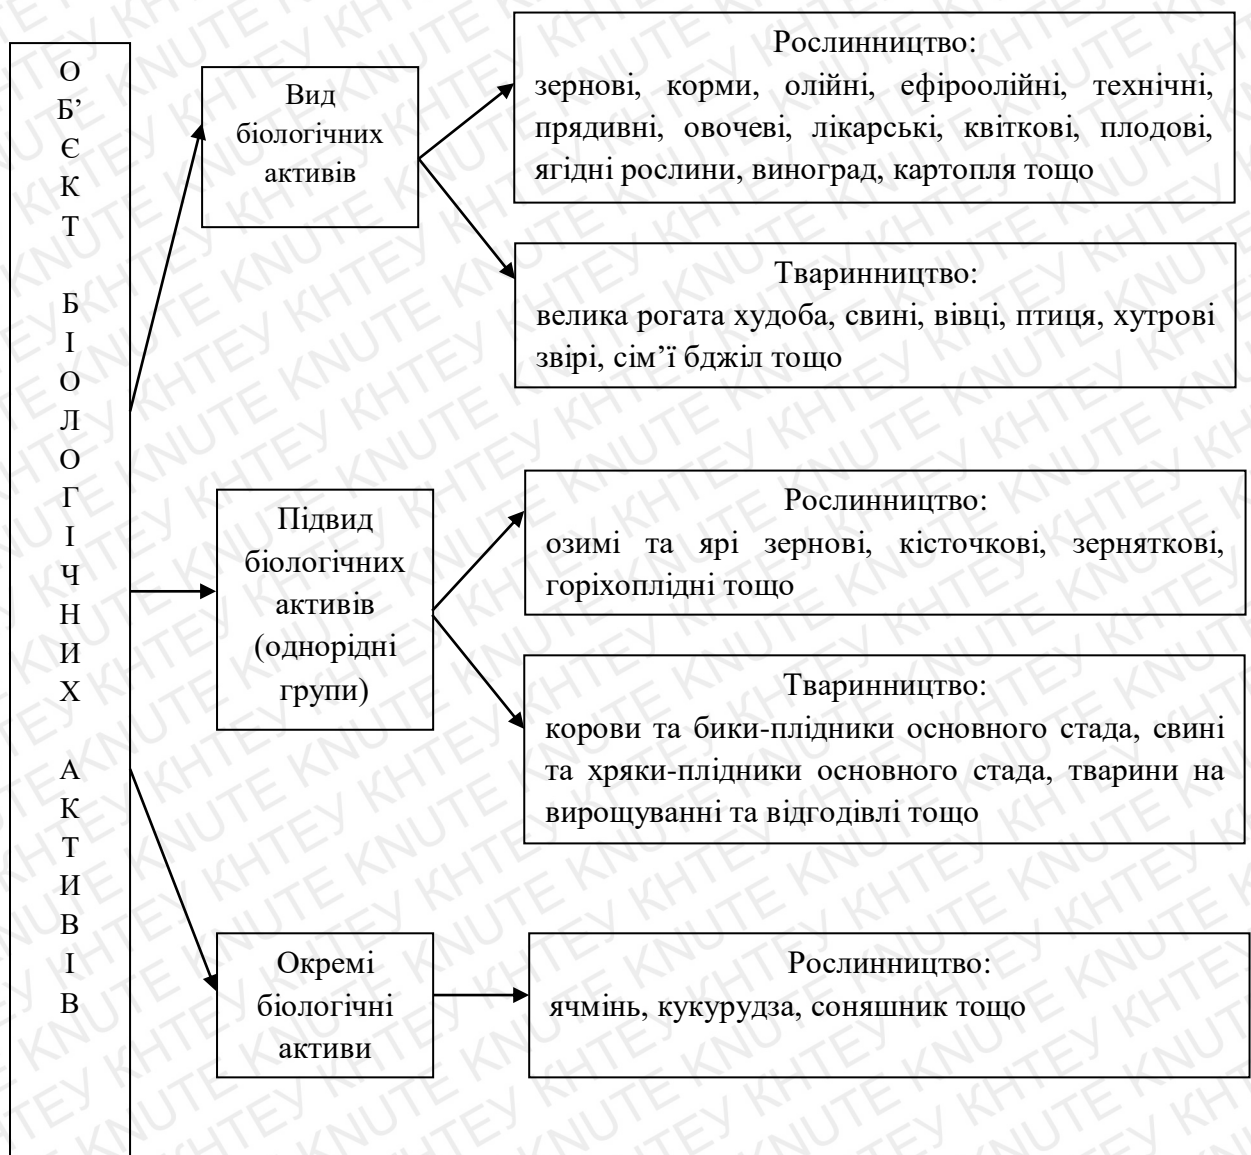 О
Б’
Є
К
Т
Б
І
О
Л
О
Г
І
Ч
Н
И
Х
А
К
Т
И
В
І
В
Вид
біологічних
активів
Рослинництво:
зернові, корми, олійні, ефіроолійні, технічні,
прядивні, овочеві, лікарські, квіткові, плодові,
ягідні рослини, виноград, картопля тощо
Тваринництво:
велика рогата худоба, свині, вівці, птиця, хутрові
звірі, сім’ї бджіл тощо
Підвид
біологічних
активів
(однорідні
групи)
Рослинництво:
озимі та ярі зернові, кісточкові, зерняткові,
горіхоплідні тощо
Тваринництво:
корови та бики-плідники основного стада, свині
та хряки-плідники основного стада, тварини на
вирощуванні та відгодівлі тощо
Окремі
біологічні
активи
Рослинництво:
ячмінь, кукурудза, соняшник тощо